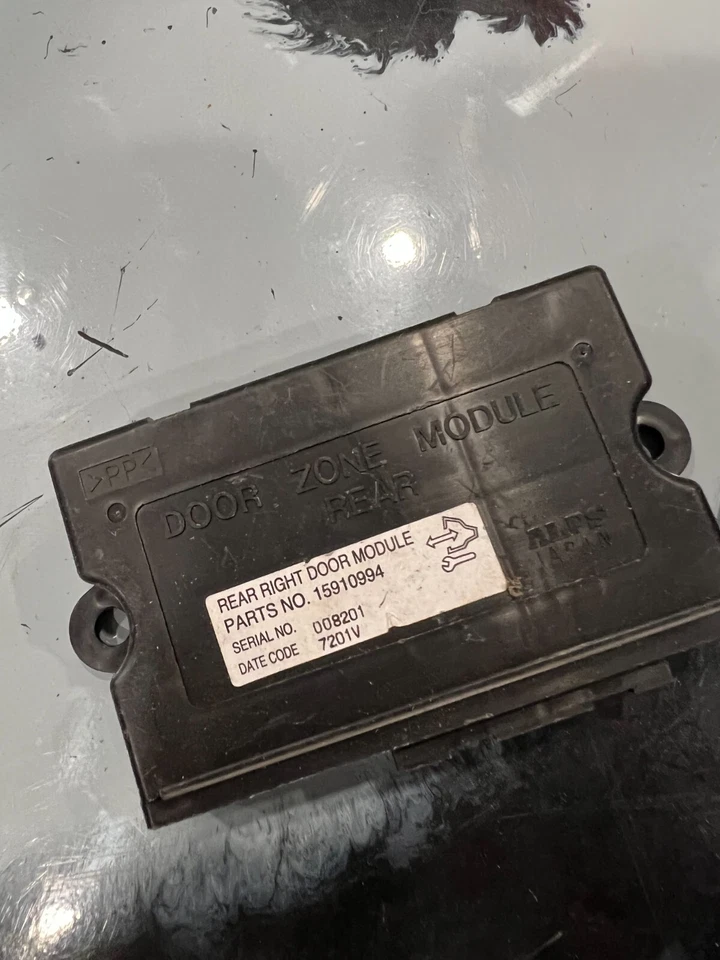 >PP<
DOOR ZONE MODULE
REAR
ALPS
JAPAN
REAR RIGHT DOOR MODULE
PARTS NO. 15910994
SERIAL NO. 008201
DATE CODE 7201V